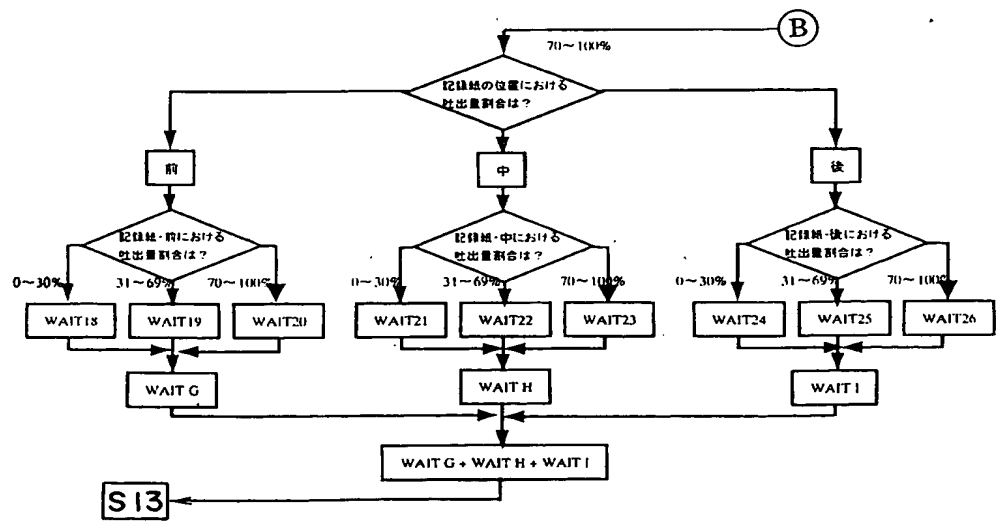 B
70～100%
記録紙の位置における
吐出量割合は？
前
中
後
記録紙・前における
吐出量割合は？
記録紙・中における
吐出量割合は？
記録紙・後における
吐出量割合は？
0～30%
31～69%
70～100%
0～30%
31～69%
70～100%
0～30%
31～69%
70～100%
WAIT18
WAIT19
WAIT20
WAIT21
WAIT22
WAIT23
WAIT24
WAIT25
WAIT26
WAIT G
WAIT H
WAIT I
WAIT G + WAIT H + WAIT I
S13